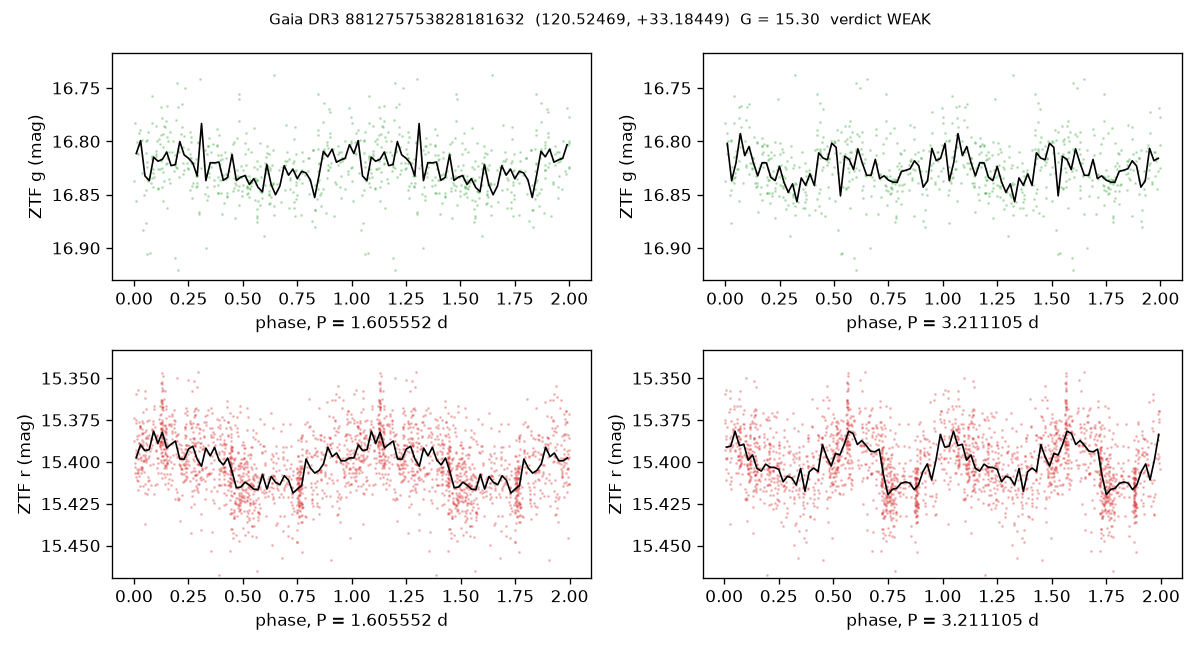 Gaia DR3 881275753828181632 (120.52469, +33.18449) G = 15.30 verdict WEAK
ZTF g (mag)
16.75
16.80
16.85
16.90
0.00 0.25 0.50 0.75 1.00 1.25 1.50 1.75 2.00
phase, P = 1.605552 d
ZTF g (mag)
16.75
16.80
16.85
16.90
0.00 0.25 0.50 0.75 1.00 1.25 1.50 1.75 2.00
phase, P = 3.211105 d
ZTF r (mag)
15.350
15.375
15.400
15.425
15.450
0.00 0.25 0.50 0.75 1.00 1.25 1.50 1.75 2.00
phase, P = 1.605552 d
ZTF r (mag)
15.350
15.375
15.400
15.425
15.450
0.00 0.25 0.50 0.75 1.00 1.25 1.50 1.75 2.00
phase, P = 3.211105 d